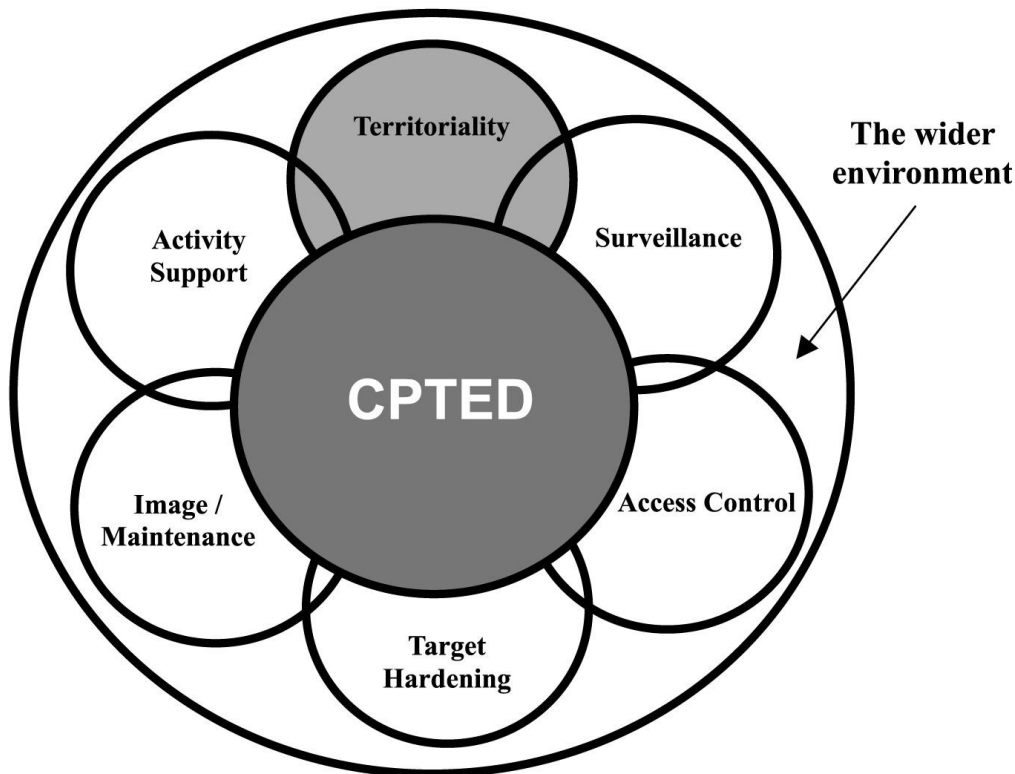 Territoriality
The wider
environment
Activity
Support
Surveillance
CPTED
Image /
Maintenance
Access Control
Target
Hardening